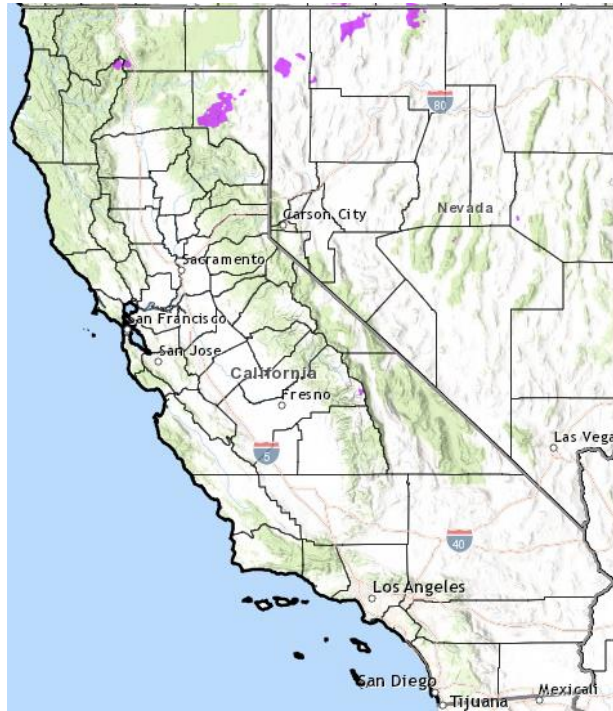 80
Nevada
Carson City
Sacramento
San Francisco
San Jose
California
Fresno
Las Vega
5
40
Los Angeles
San Diego
Tijuana
Mexicali